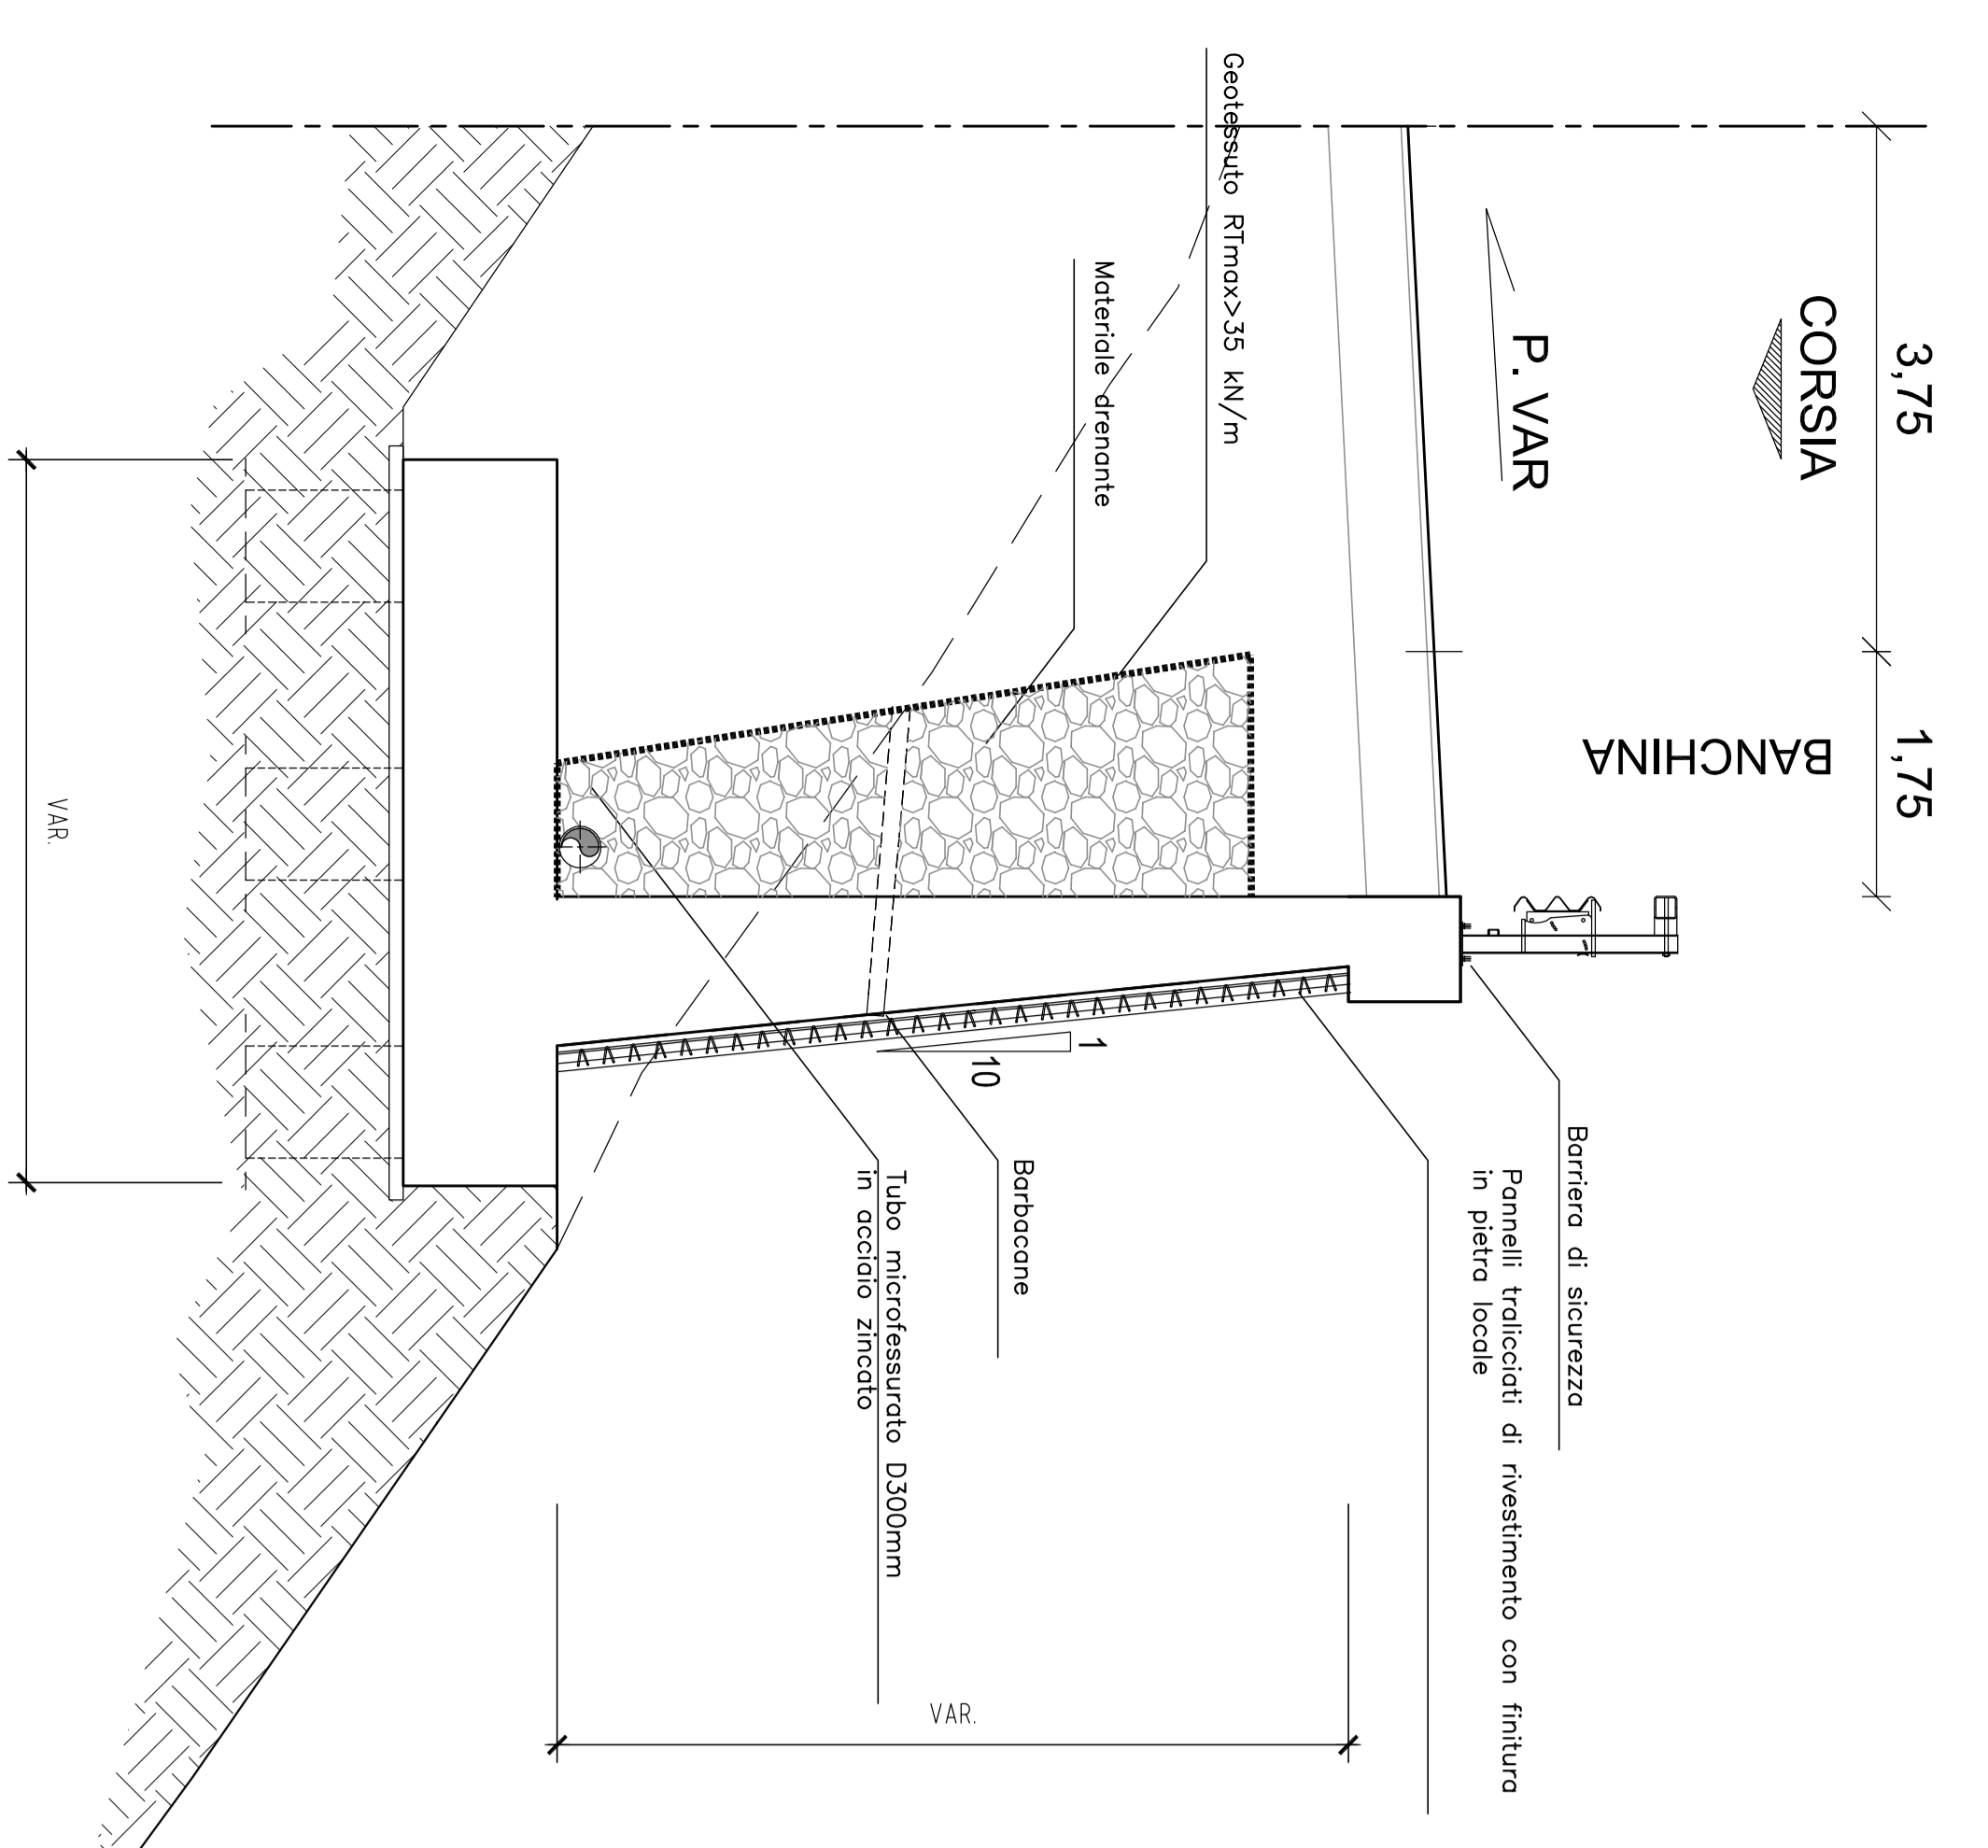 3,75
1,75
CORSIA
BANCHINA
P. VAR
Geotessuto RTmax>35 kN/m
Materiale drenante
Barriera di sicurezza
Pannelli tralicciati di rivestimento con finitura
in pietra locale
1
10
Barbacane
Tubo microfessurato D300mm
in acciaio zincato
VAR.
VAR.